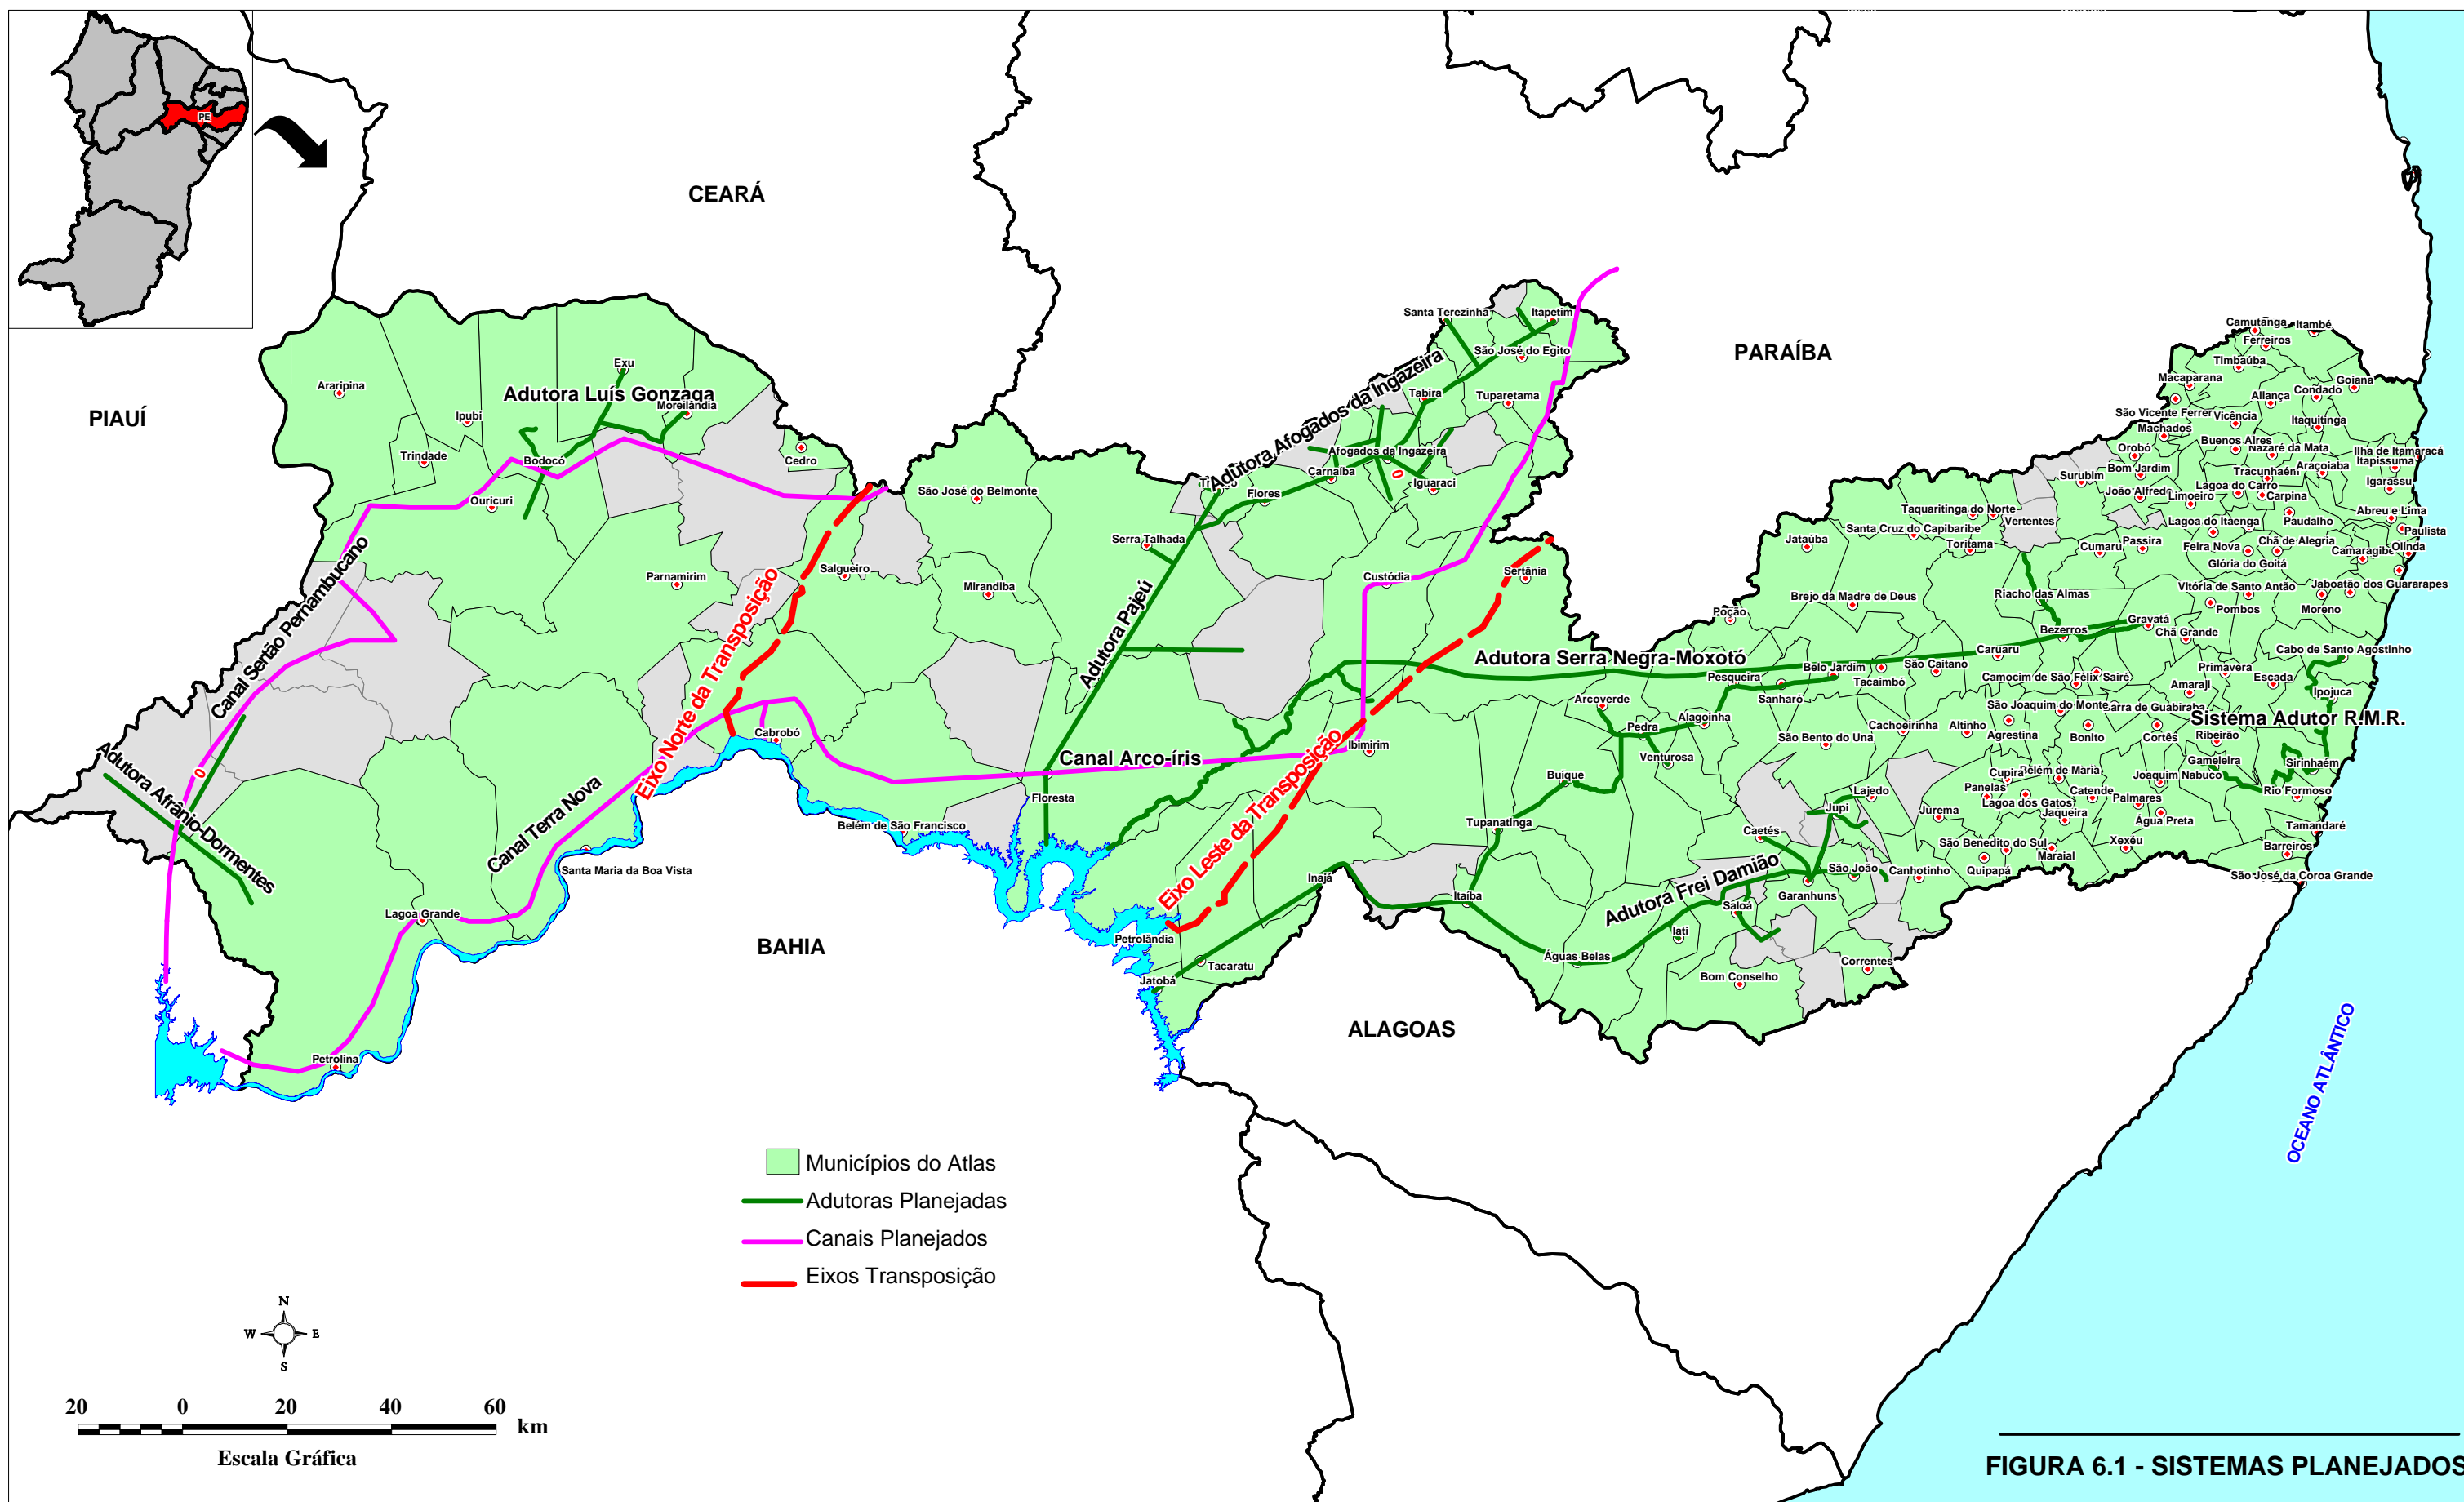 PE
CEARÁ
PIAUÍ
PARAÍBA
BAHIA
ALAGOAS
OCEANO ATLÂNTICO
Adutora Luís Gonzaga
Adutora Afogados da Ingazeira
Adutora Pajeú
Adutora Serra Negra-Moxotó
Adutora Frei Damião
Adutora Afrânio-Dormentes
Sistema Adutor R.M.R.
Canal Sertão Pernambucano
Canal Terra Nova
Canal Arco-íris
Eixo Norte da Transposição
Eixo Leste da Transposição
0
0
Exu
Araripina
Ipubi
Moreilândia
Trindade
Bodocó
Cedro
Ouricuri
São José do Belmonte
Parnamirim
Salgueiro
Mirandiba
Cabrobó
Belém de São Francisco
Santa Maria da Boa Vista
Lagoa Grande
Petrolina
Floresta
Serra Talhada
Flores
Carnaíba
Afogados da Ingazeira
Iguaraci
Tabira
Tuparetama
São José do Egito
Santa Terezinha
Itapetim
Custódia
Sertânia
Ibimirim
Inajá
Petrolândia
Tacaratu
Jatobá
Tupanatinga
Itaíba
Buíque
Arcoverde
Pedra
Venturosa
Alagoinha
Pesqueira
Poção
Sanharó
Belo Jardim
Tacaimbó
São Caitano
Caruaru
São Bento do Una
Cachoeirinha
Altinho
Águas Belas
Iati
Saloá
Bom Conselho
Correntes
Garanhuns
São João
Caetés
Jupi
Lajedo
Canhotinho
Jurema
Jataúba
Brejo da Madre de Deus
Santa Cruz do Capibaribe
Taquaritinga do Norte
Toritama
Vertentes
Surubim
Cumaru
Passira
Riacho das Almas
Bezerros
Gravatá
Chã Grande
Camocim de São Félix
Sairé
São Joaquim do Monte
Barra de Guabiraba
Agrestina
Bonito
Cortês
Cupira
Belém de Maria
Panelas
Lagoa dos Gatos
Catende
Jaqueira
Palmares
Joaquim Nabuco
Água Preta
São Benedito do Sul
Quipapá
Maraial
Xexéu
Camutanga
Itambé
Ferreiros
Timbaúba
Macaparana
Goiana
Condado
Aliança
São Vicente Ferrer
Vicência
Itaquitinga
Machados
Buenos Aires
Nazaré da Mata
Orobó
Bom Jardim
Tracunhaém
Araçoiaba
Ilha de Itamaracá
Itapissuma
Igarassu
João Alfredo
Limoeiro
Lagoa do Carro
Carpina
Paudalho
Abreu e Lima
Paulista
Lagoa do Itaenga
Feira Nova
Chã de Alegria
Glória do Goitá
Camaragibe
Olinda
Vitória de Santo Antão
Jaboatão dos Guararapes
Pombos
Moreno
Cabo de Santo Agostinho
Primavera
Amaraji
Escada
Ipojuca
Ribeirão
Gameleira
Sirinhaém
Rio Formoso
Tamandaré
Barreiros
São José da Coroa Grande
Municípios do Atlas
Adutoras Planejadas
Canais Planejados
Eixos Transposição
N
W
E
S
20 0 20 40 60
km
Escala Gráfica
FIGURA 6.1 - SISTEMAS PLANEJADOS